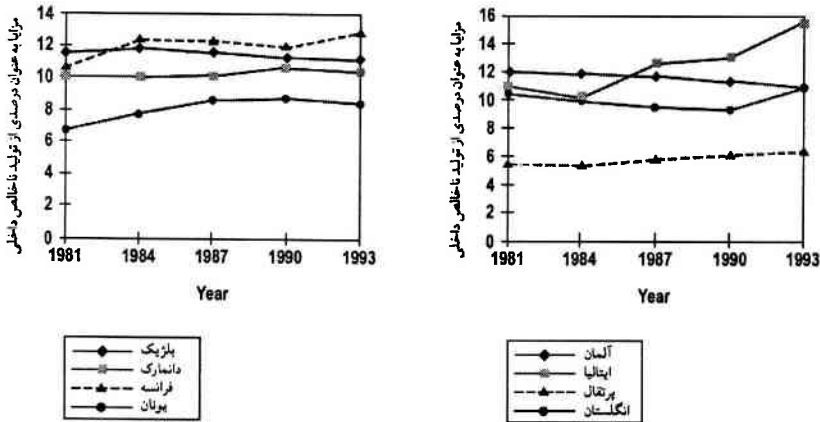 مزایا به عنوان درصدی از تولید ناخالص داخلی
14
12
10
8
6
4
2
0
1981 1984 1987 1990 1993
Year
بلژیک
دانمارک
فرانسه
یونان
مزایا به عنوان درصدی از تولید ناخالص داخلی
16
14
12
10
8
6
4
2
0
1981 1984 1987 1990 1993
Year
آلمان
ایتالیا
پرتقال
انگلستان